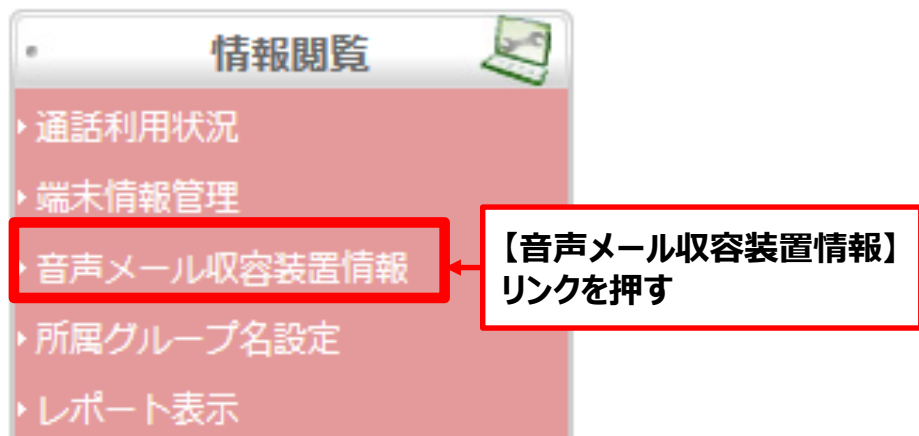 情報閲覧
通話利用状況
端末情報管理
音声メール収容装置情報
【音声メール収容装置情報】
リンクを押す
所属グループ名設定
レポート表示